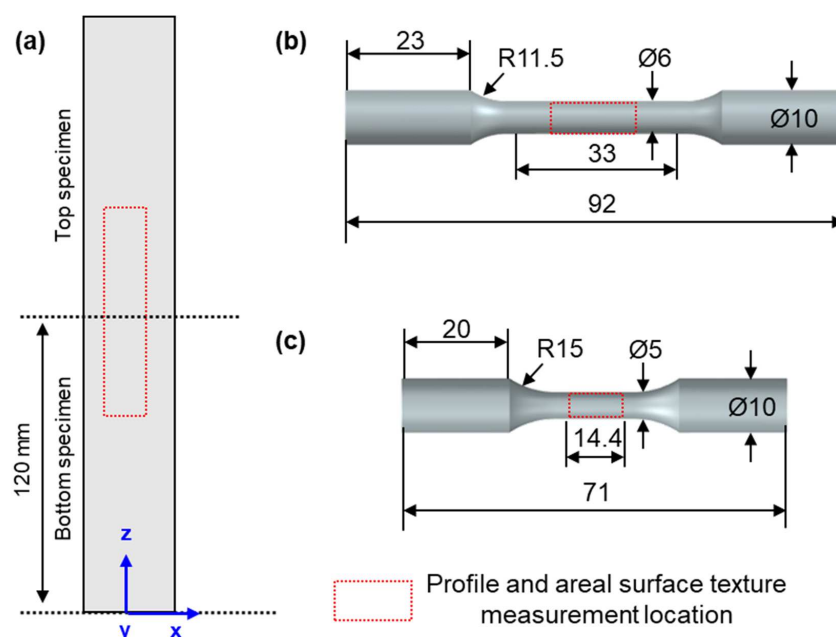 (a)
Top specimen
Bottom specimen
120 mm
z
y
x
(b)
23
R11.5
Ø6
Ø10
33
92
(c)
20
R15
Ø5
Ø10
14.4
71
Profile and areal surface texture
measurement location